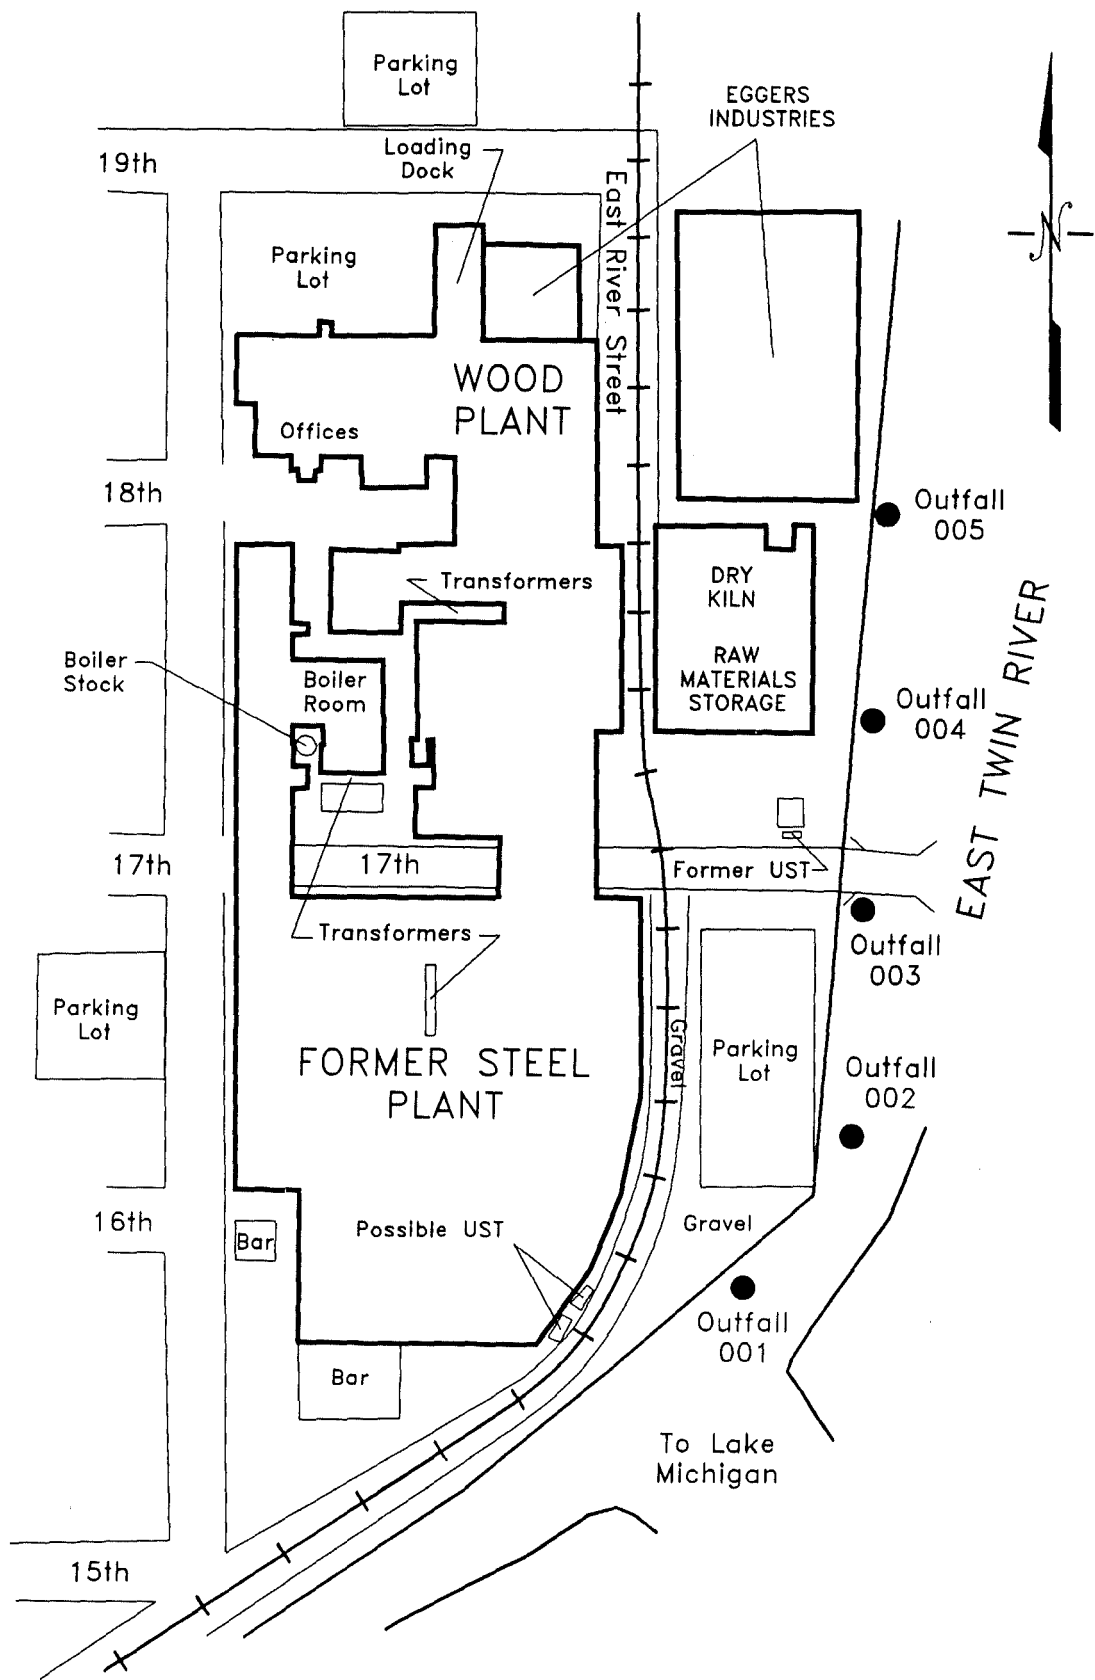 Parking
Lot
EGGERS
INDUSTRIES
19th
Loading
Dock
East River Street
N
Parking
Lot
WOOD
PLANT
Offices
18th
Outfall
005
DRY
KILN
Transformers
RAW
MATERIALS
STORAGE
Boiler
Stock
Boiler
Room
Outfall
004
EAST TWIN RIVER
17th
17th
Former UST
Transformers
Outfall
003
Parking
Lot
Gravel
Parking
Lot
FORMER STEEL
PLANT
Outfall
002
16th
Bar
Possible UST
Gravel
Outfall
001
Bar
To Lake
Michigan
15th